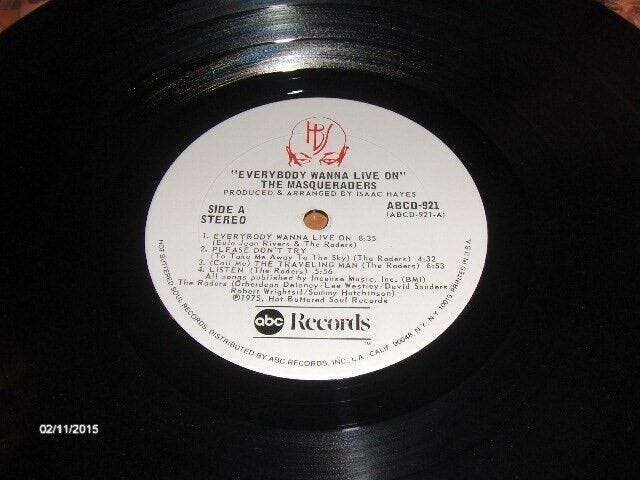 HBS
"EVERYBODY WANNA LIVE ON"
THE MASQUERADERS
PRODUCED & ARRANGED BY ISAAC HAYES
SIDE A
STEREO
ABCD-921
(ABCD-921-A)
1. EVERYBODY WANNA LIVE ON 8:35
(Eula Jean Rivers & The Raders)
2. PLEASE DON'T TRY
(To Take Me Away To The Sky) (The Raders) 4:32
3. (Call Me) THE TRAVELING MAN (The Raders) 6:53
4. LISTEN (The Raders) 5:56
All songs published by Incense Music, Inc. (BMI)
The Raders (Orherdean Deloney/Lee Westley/David Sanders
Robert Wrightsil/Sammy Hutchinson)
℗1975, Hot Buttered Soul Records
abc Records
TM
HOT BUTTERED SOUL RECORDS, DISTRIBUTED BY ABC RECORDS, INC., L.A., CALIF. 90048 N.Y., N.Y. 10019. PRINTED IN U.S.A.
02/11/2015